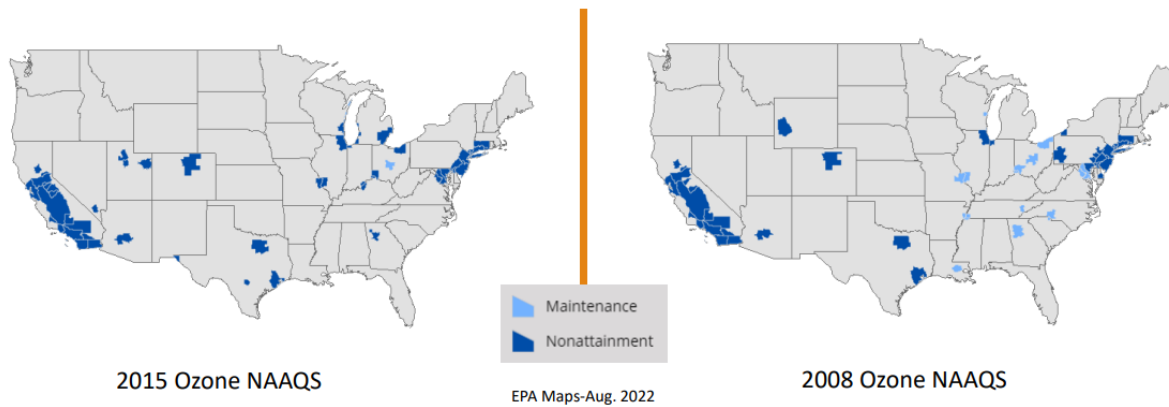 Maintenance
Nonattainment
2015 Ozone NAAQS
EPA Maps-Aug. 2022
2008 Ozone NAAQS